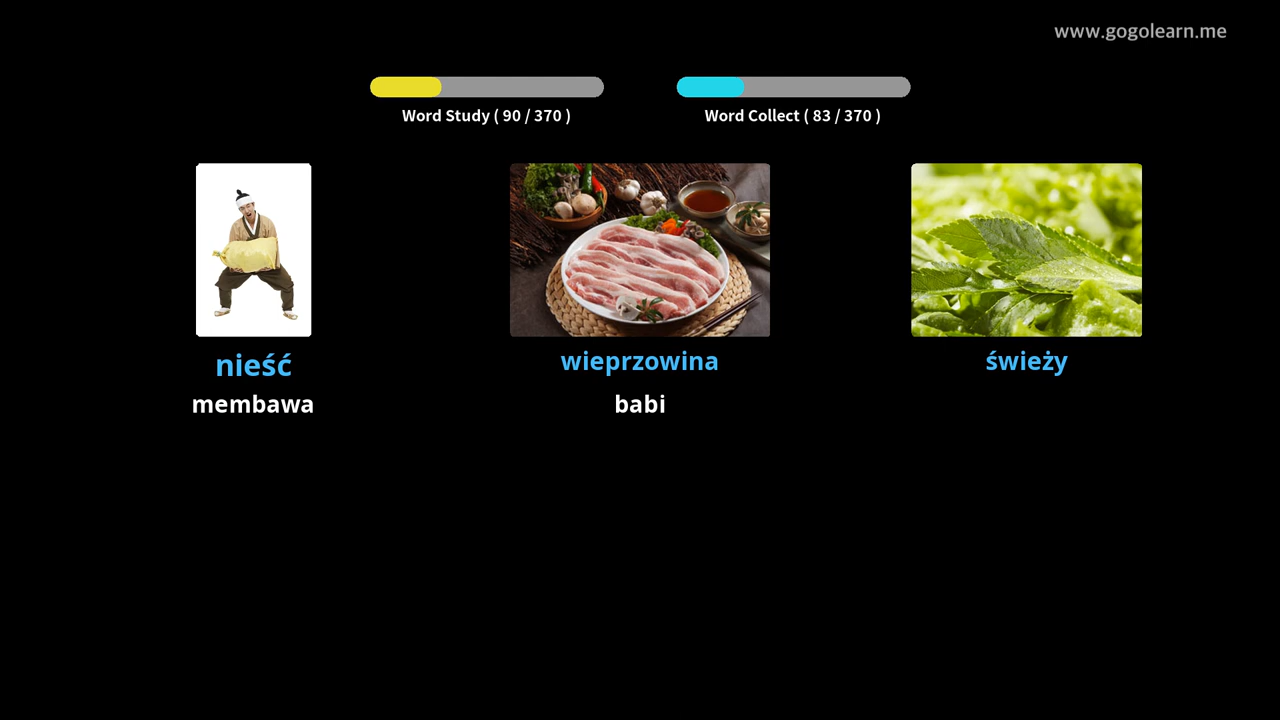 www.gogolearn.me
Word Study ( 90 / 370 )
Word Collect ( 83 / 370 )
nieść
wieprzowina
świeży
membawa
babi